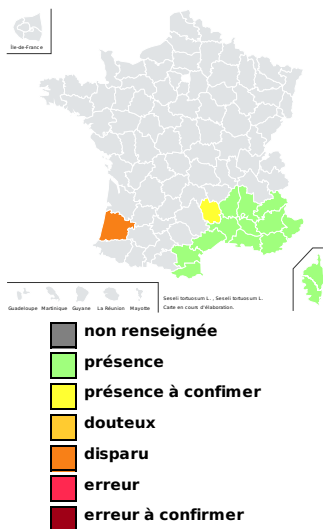 Île-de-France
Guadeloupe Martinique Guyane La Réunion Mayotte
Seseli tortuosum L. , Seseli tortuosum L.
Carte en cours d'élaboration.
non renseignée
présence
présence à confimer
douteux
disparu
erreur
erreur à confirmer